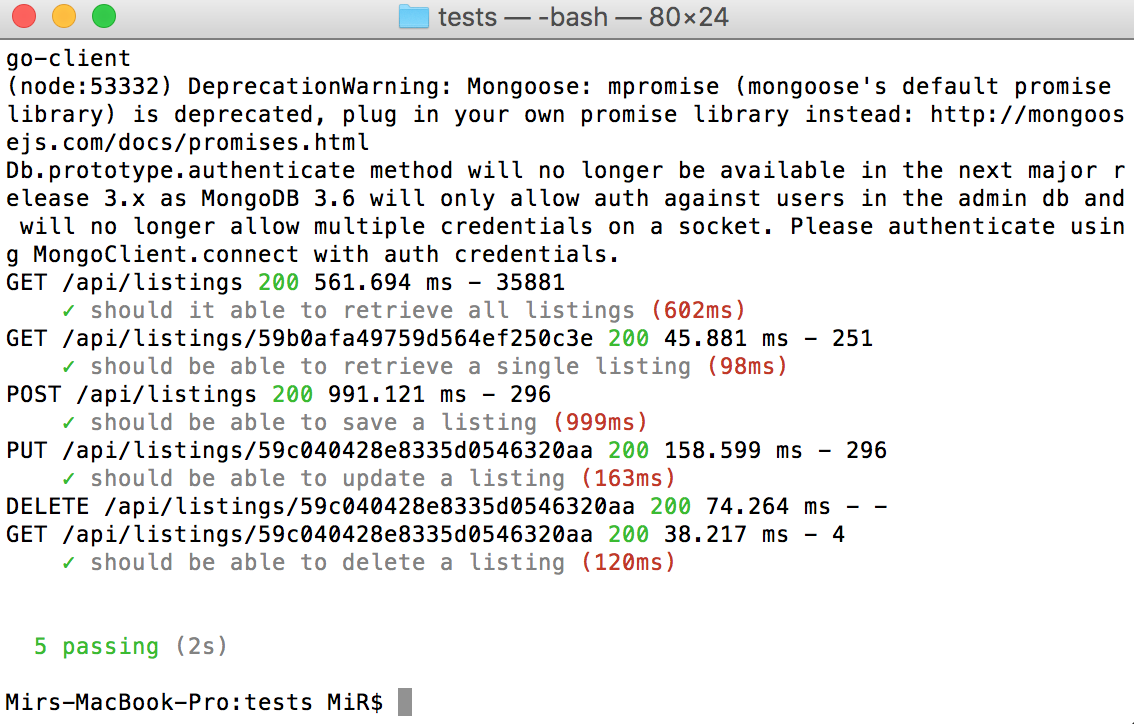 tests — -bash — 80×24
go-client
(node:53332) DeprecationWarning: Mongoose: mpromise (mongoose's default promise
library) is deprecated, plug in your own promise library instead: http://mongoos
ejs.com/docs/promises.html
Db.prototype.authenticate method will no longer be available in the next major r
elease 3.x as MongoDB 3.6 will only allow auth against users in the admin db and
 will no longer allow multiple credentials on a socket. Please authenticate usin
g MongoClient.connect with auth credentials.
GET /api/listings 200 561.694 ms - 35881
    ✓ should it able to retrieve all listings (602ms)
GET /api/listings/59b0afa49759d564ef250c3e 200 45.881 ms - 251
    ✓ should be able to retrieve a single listing (98ms)
POST /api/listings 200 991.121 ms - 296
    ✓ should be able to save a listing (999ms)
PUT /api/listings/59c040428e8335d0546320aa 200 158.599 ms - 296
    ✓ should be able to update a listing (163ms)
DELETE /api/listings/59c040428e8335d0546320aa 200 74.264 ms - -
GET /api/listings/59c040428e8335d0546320aa 200 38.217 ms - 4
    ✓ should be able to delete a listing (120ms)
  5 passing (2s)
Mirs-MacBook-Pro:tests MiR$